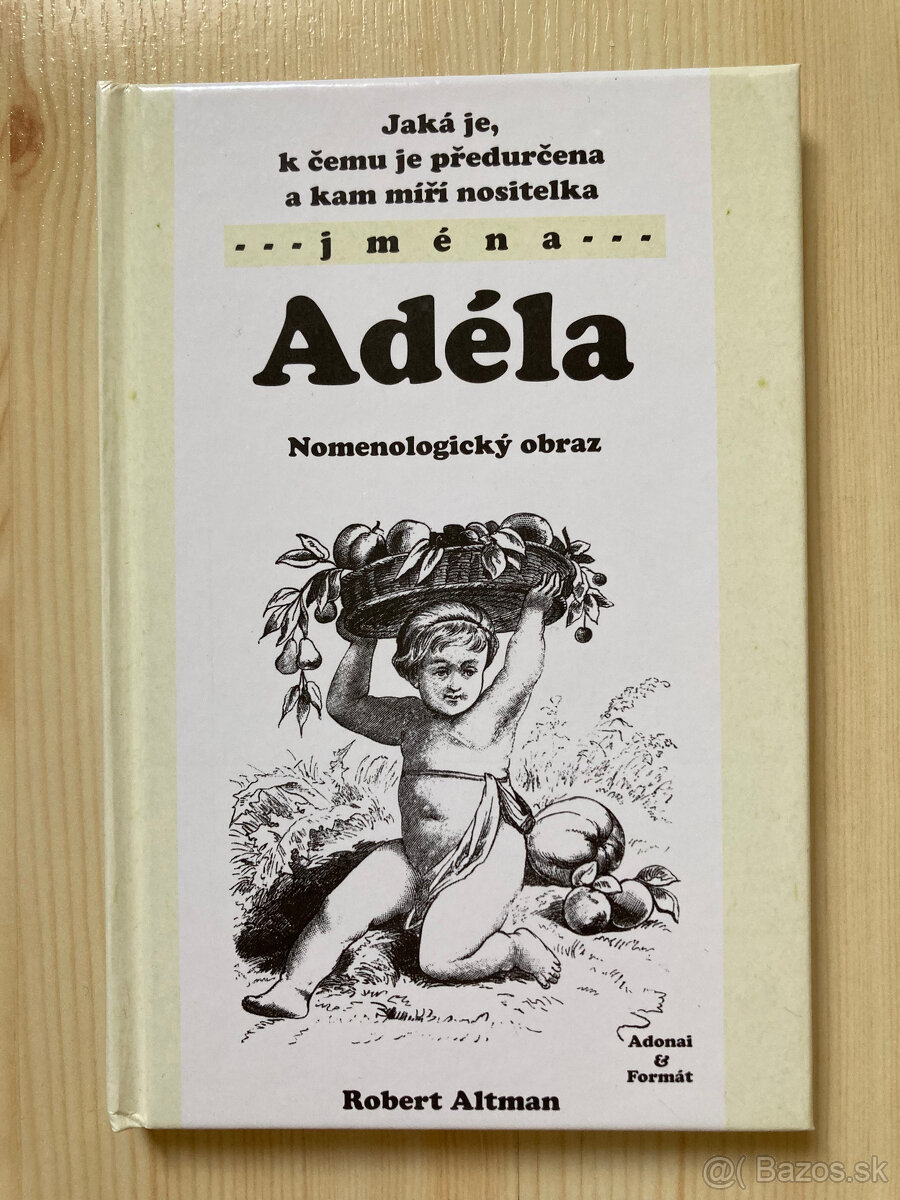 Jaká je,
k čemu je předurčena
a kam míří nositelka
- - - j m é n a - - -
Adéla
Nomenologický obraz
Adonai
&
Formát
Robert Altman
@( Bazos.sk